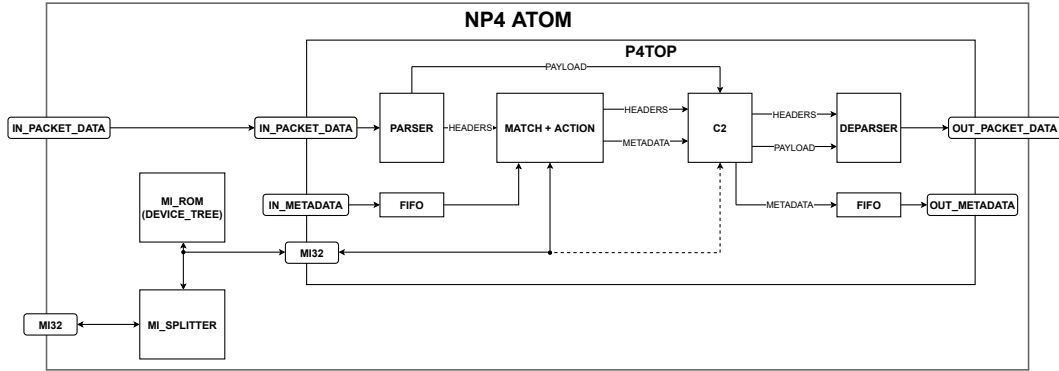 NP4 ATOM
P4TOP
PAYLOAD
IN_PACKET_DATA
IN_PACKET_DATA
PARSER
HEADERS
MATCH + ACTION
HEADERS
METADATA
C2
HEADERS
PAYLOAD
DEPARSER
OUT_PACKET_DATA
MI_ROM
(DEVICE_TREE)
IN_METADATA
FIFO
METADATA
FIFO
OUT_METADATA
MI32
MI32
MI_SPLITTER